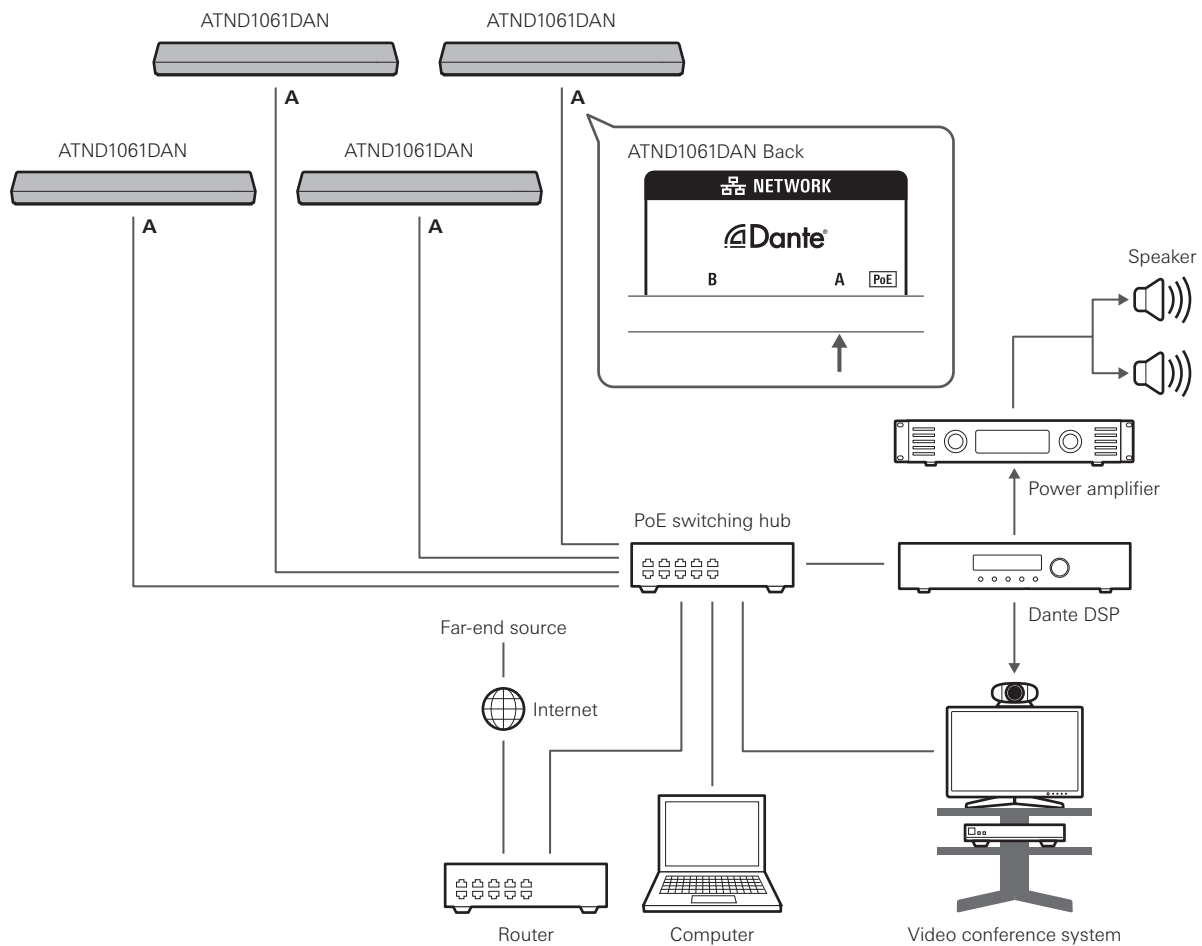 ATND1061DAN
ATND1061DAN
A
A
ATND1061DAN
ATND1061DAN
A
A
ATND1061DAN Back
NETWORK
Dante®
B
A
PoE
Speaker
Power amplifier
PoE switching hub
Dante DSP
Far-end source
Internet
Router
Computer
Video conference system